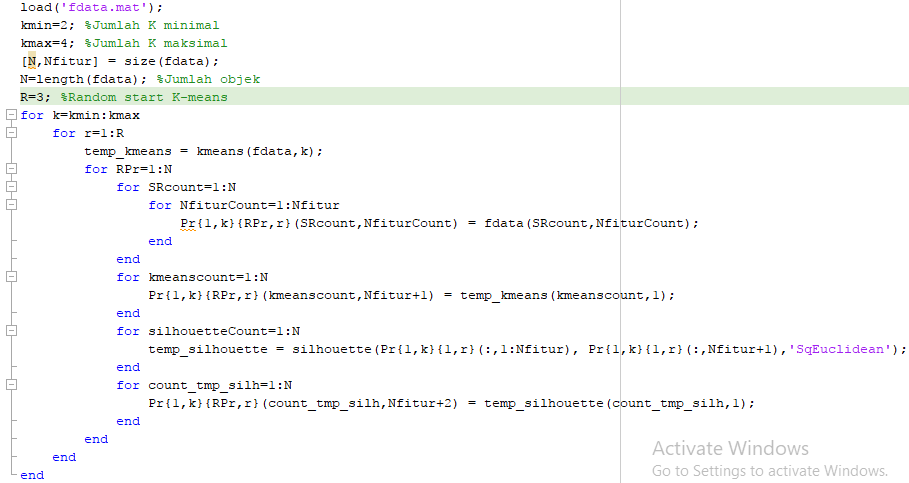 load('fdata.mat');
kmin=2; %Jumlah K minimal
kmax=4; %Jumlah K maksimal
[N,Nfitur] = size(fdata);
N=length(fdata); %Jumlah objek
R=3; %Random start K-means
for k=kmin:kmax
    for r=1:R
        temp_kmeans = kmeans(fdata,k);
        for RPr=1:N
            for SRcount=1:N
                for NfiturCount=1:Nfitur
                    Pr{1,k}{RPr,r}(SRcount,NfiturCount) = fdata(SRcount,NfiturCount);
                end
            end
            for kmeanscount=1:N
                Pr{1,k}{RPr,r}(kmeanscount,Nfitur+1) = temp_kmeans(kmeanscount,1);
            end
            for silhouetteCount=1:N
                temp_silhouette = silhouette(Pr{1,k}{1,r}(:,1:Nfitur), Pr{1,k}{1,r}(:,Nfitur+1),'SqEuclidean');
            end
            for count_tmp_silh=1:N
                Pr{1,k}{RPr,r}(count_tmp_silh,Nfitur+2) = temp_silhouette(count_tmp_silh,1);
            end
        end
    end
end
Activate Windows
Go to Settings to activate Windows.